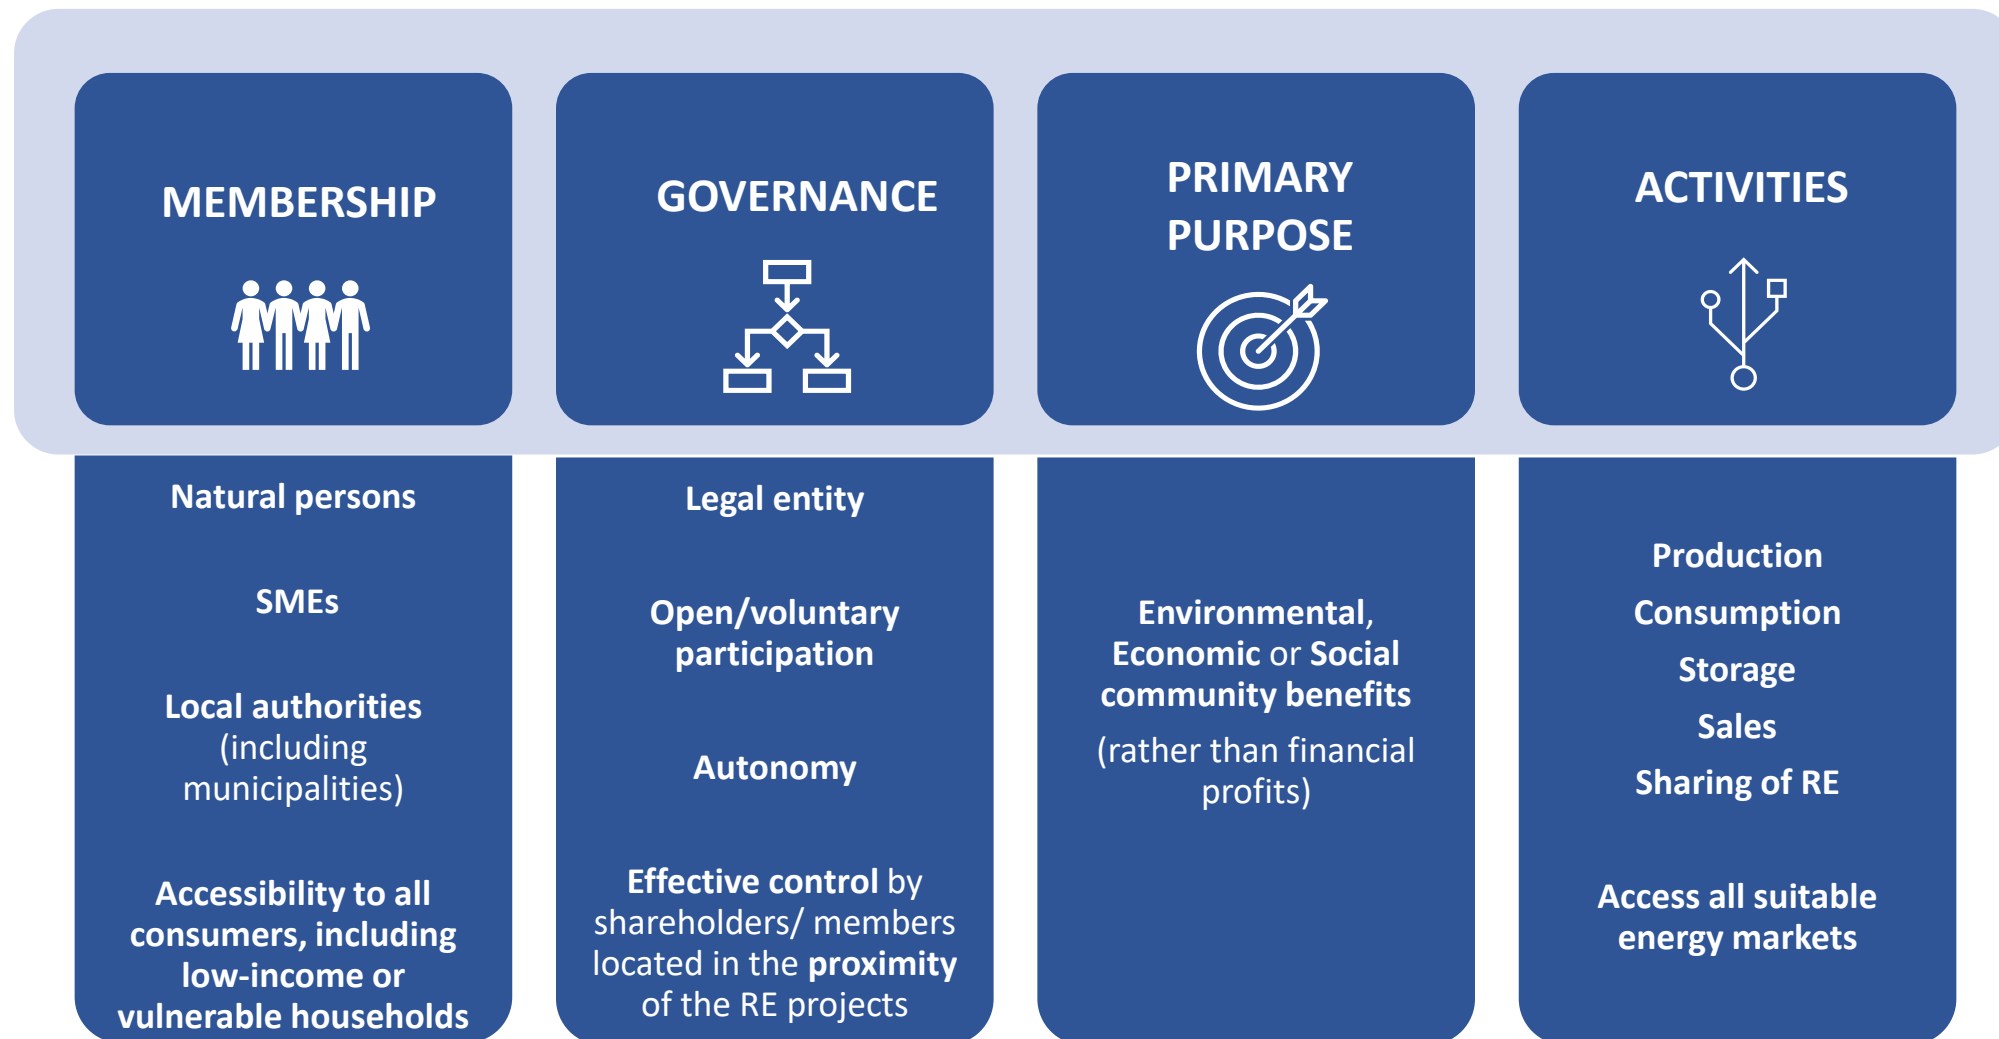 MEMBERSHIP
Natural persons
SMEs
Local authorities
(including
municipalities)
Accessibility to all
consumers, including
low-income or
vulnerable households
GOVERNANCE
Legal entity
Open/voluntary
participation
Autonomy
Effective control by
shareholders/ members
located in the proximity
of the RE projects
PRIMARY
PURPOSE
Environmental,
Economic or Social
community benefits
(rather than financial
profits)
ACTIVITIES
Production
Consumption
Storage
Sales
Sharing of RE
Access all suitable
energy markets